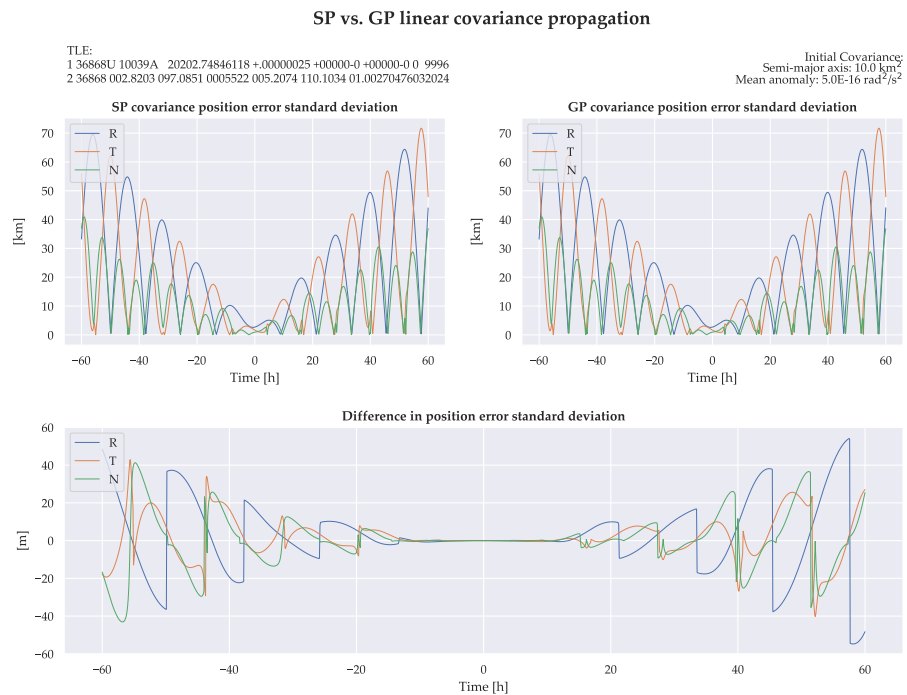 SP vs. GP linear covariance propagation
TLE:
1 36868U 10039A   20202.74846118 +.00000025 +00000-0 +00000-0 0  9996
2 36868 002.8203 097.0851 0005522 005.2074 110.1034 01.00270476032024
Initial Covariance:
Semi-major axis: 10.0 km²
Mean anomaly: 5.0E-16 rad²/s²
SP covariance position error standard deviation
R
T
N
70
60
50
40
30
20
10
0
[km]
−60 −40 −20 0 20 40 60
Time [h]
GP covariance position error standard deviation
R
T
N
70
60
50
40
30
20
10
0
[km]
−60 −40 −20 0 20 40 60
Time [h]
Difference in position error standard deviation
R
T
N
60
40
20
0
−20
−40
−60
[m]
−60 −40 −20 0 20 40 60
Time [h]